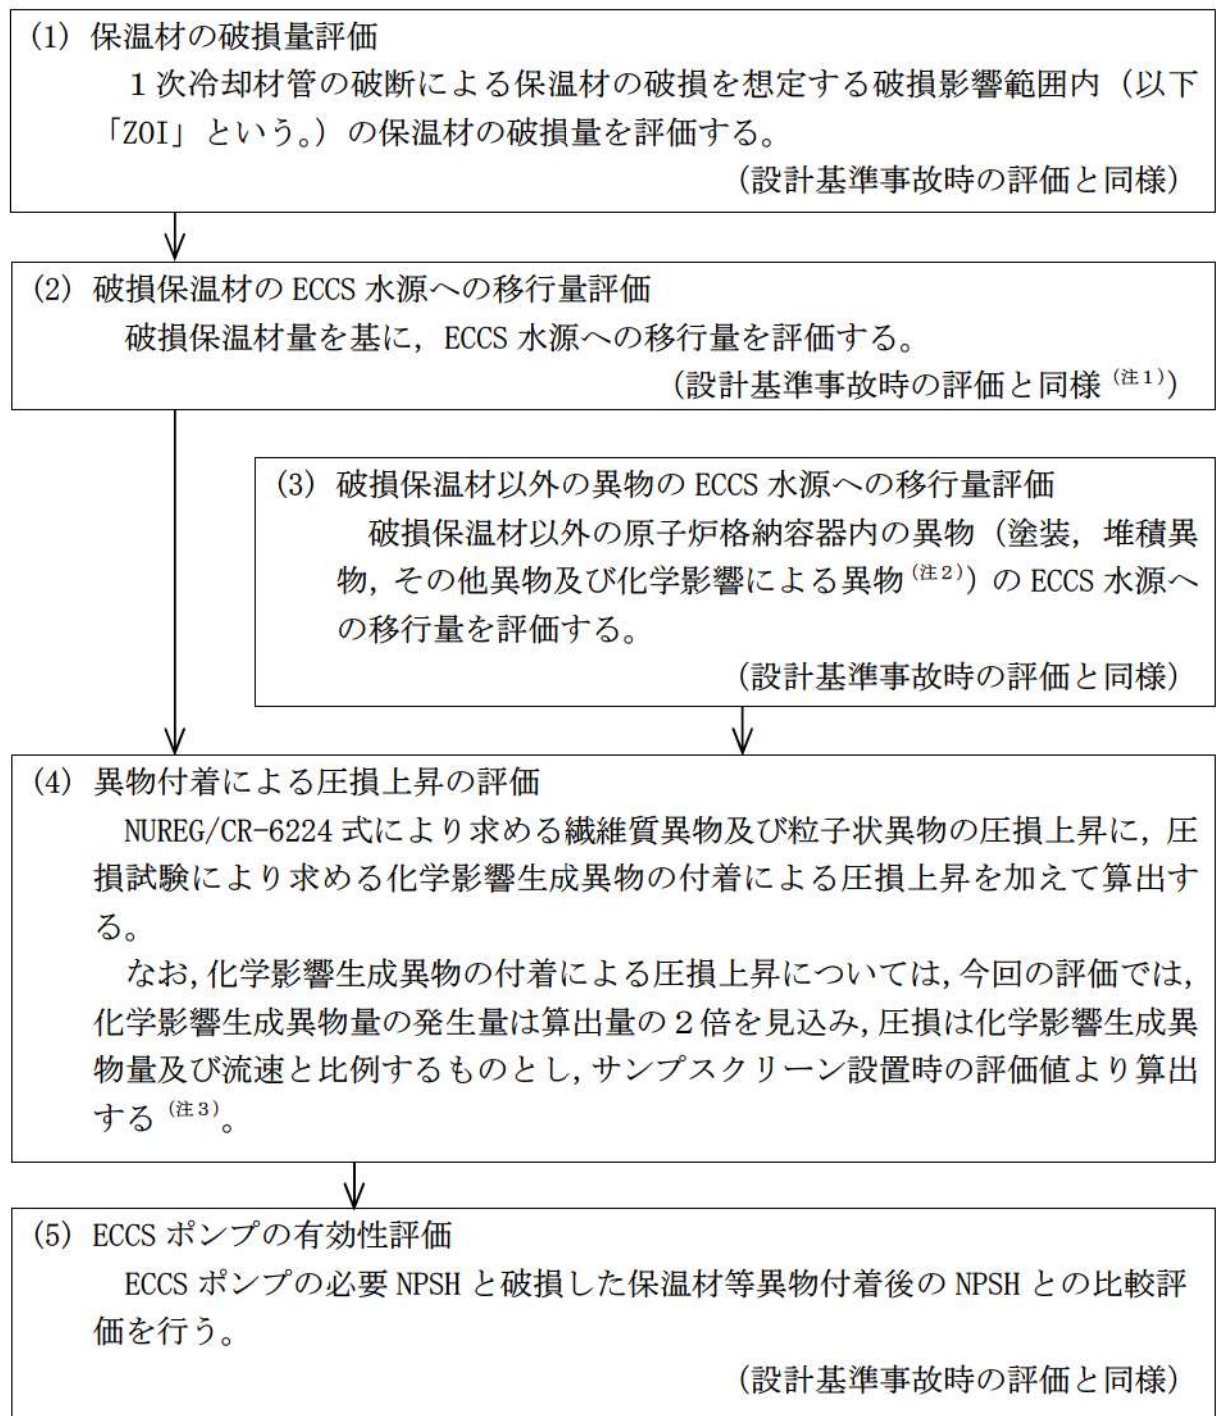 (1) 保温材の破損量評価
１次冷却材管の破断による保温材の破損を想定する破損影響範囲内（以下
「ZOI」という。）の保温材の破損量を評価する。
（設計基準事故時の評価と同様）
(2) 破損保温材の ECCS 水源への移行量評価
破損保温材量を基に，ECCS 水源への移行量を評価する。
（設計基準事故時の評価と同様（注１））
(3) 破損保温材以外の異物の ECCS 水源への移行量評価
破損保温材以外の原子炉格納容器内の異物（塗装，堆積異
物，その他異物及び化学影響による異物（注２））の ECCS 水源へ
の移行量を評価する。
（設計基準事故時の評価と同様）
(4) 異物付着による圧損上昇の評価
NUREG/CR-6224 式により求める繊維質異物及び粒子状異物の圧損上昇に，圧
損試験により求める化学影響生成異物の付着による圧損上昇を加えて算出す
る。
なお，化学影響生成異物の付着による圧損上昇については，今回の評価では，
化学影響生成異物量の発生量は算出量の２倍を見込み，圧損は化学影響生成異
物量及び流速と比例するものとし，サンプスクリーン設置時の評価値より算出
する（注３）。
(5) ECCS ポンプの有効性評価
ECCS ポンプの必要 NPSH と破損した保温材等異物付着後の NPSH との比較評
価を行う。
（設計基準事故時の評価と同様）